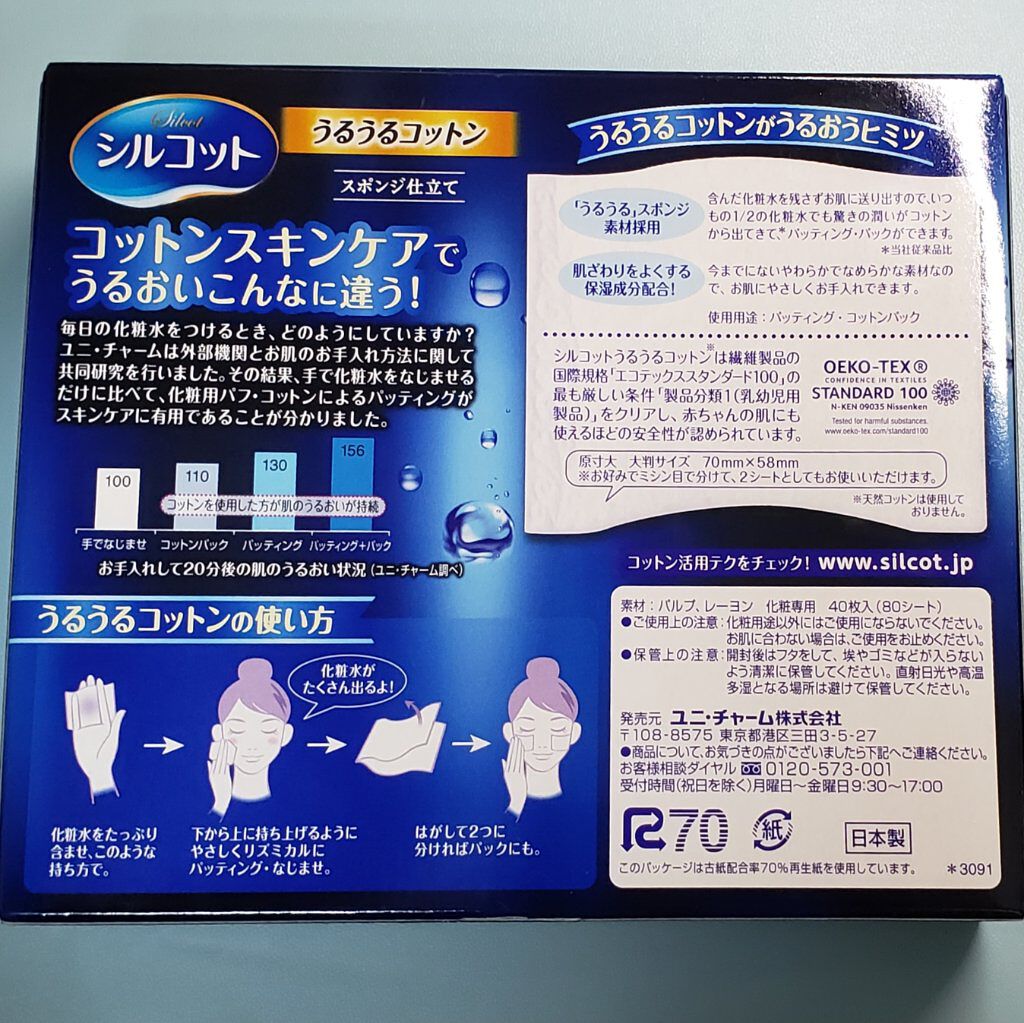 Silcot
シルコット
うるうるコットン
スポンジ仕立て
コットンスキンケアで
うるおいこんなに違う!
毎日の化粧水をつけるとき、どのようにしていますか?
ユニ・チャームは外部機関とお肌のお手入れ方法に関して
共同研究を行いました。その結果、手で化粧水をなじませる
だけに比べて、化粧用パフ・コットンによるパッティングが
スキンケアに有用であることが分かりました。
100
110
130
156
コットンを使用した方が肌のうるおいが持続
手でなじませ
コットンパック
パッティング
パッティング+パック
お手入れして20分後の肌のうるおい状況(ユニ・チャーム調べ)
うるうるコットンの使い方
化粧水が
たくさん出るよ!
化粧水をたっぷり
含ませ、このような
持ち方で。
下から上に持ち上げるように
やさしくリズミカルに
パッティング・なじませ。
はがして2つに
分ければパックにも。
うるうるコットンがうるおうヒミツ
「うるうる」スポンジ
素材採用
含んだ化粧水を残さずお肌に送り出すので、いつ
もの1/2の化粧水でも驚きの潤いがコットン
から出てきて、*パッティング・パックができます。
*当社従来品比
肌ざわりをよくする
保湿成分配合!
今までにないやわらかでなめらかな素材なの
で、お肌にやさしくお手入れできます。
使用用途:パッティング・コットンパック
シルコットうるうるコットン※は繊維製品の
国際規格「エコテックススタンダード100」の
最も厳しい条件「製品分類1(乳幼児用
製品)」をクリアし、赤ちゃんの肌にも
使えるほどの安全性が認められています。
OEKO-TEX®
CONFIDENCE IN TEXTILES
STANDARD 100
N-KEN 09035 Nissenken
Tested for harmful substances.
www.oeko-tex.com/standard100
原寸大 大判サイズ 70mm×58mm
※お好みでミシン目で分けて、2シートとしてもお使いいただけます。
※天然コットンは使用して
おりません。
コットン活用テクをチェック! www.silcot.jp
素材:パルプ、レーヨン 化粧専用 40枚入(80シート)
●ご使用上の注意:化粧用途以外にはご使用にならないでください。
お肌に合わない場合は、ご使用をお止めください。
●保管上の注意:開封後はフタをして、埃やゴミなどが入らない
よう清潔に保管してください。直射日光や高温
多湿となる場所は避けて保管してください。
発売元 ユニ・チャーム株式会社
〒108-8575 東京都港区三田3-5-27
●商品について、お気づきの点がございましたら下記へご連絡ください。
お客様相談ダイヤル 0120-573-001
受付時間(祝日を除く)月曜日〜金曜日9:30〜17:00
R70
紙
日本製
このパッケージは古紙配合率70%再生紙を使用しています。
*3091